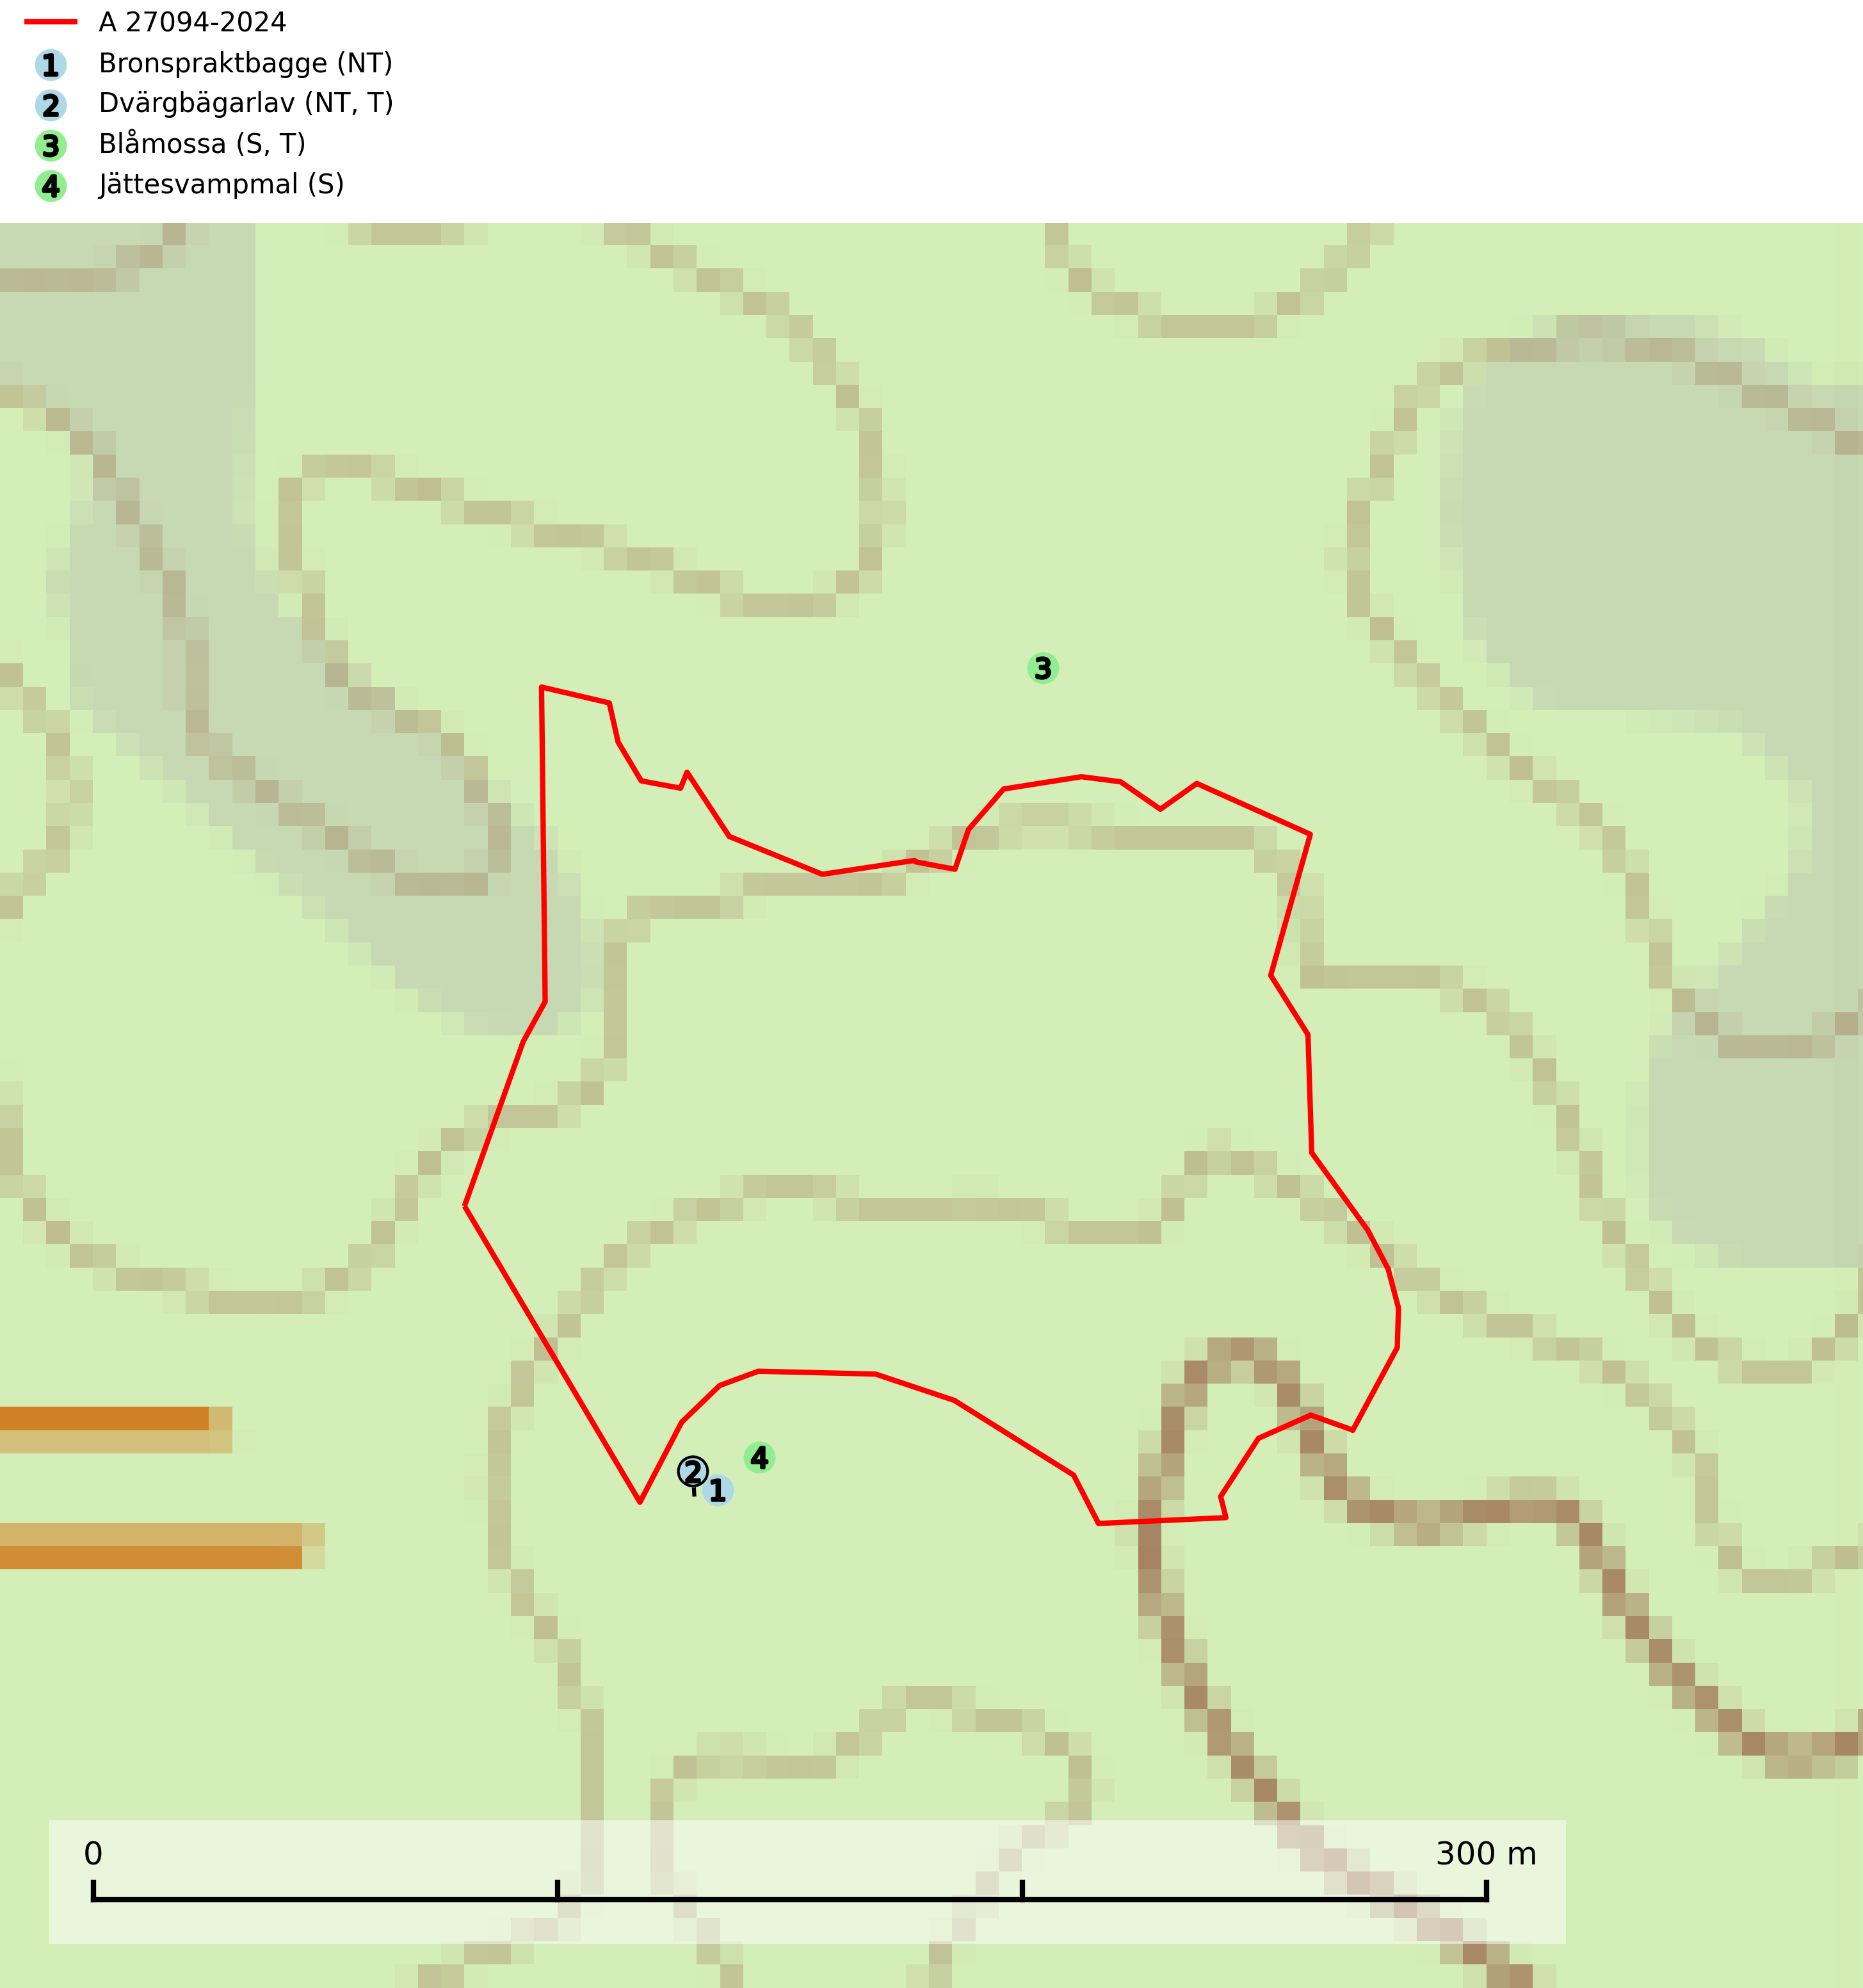 A 27094-2024
1 Bronspraktbagge (NT)
2 Dvärgbägarlav (NT, T)
3 Blåmossa (S, T)
4 Jättesvampmal (S)
3
4
2
1
0 300 m